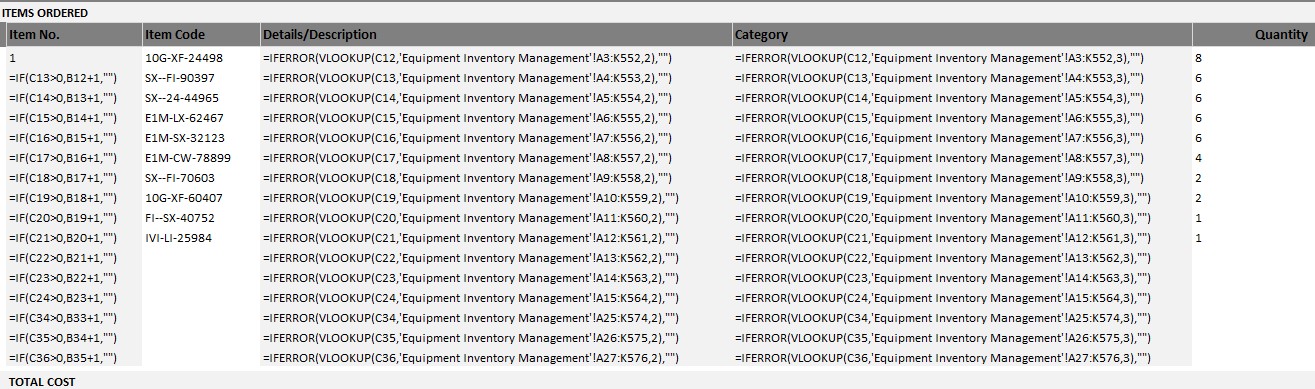 ITEMS ORDERED
Item No. Item Code Details/Description Category Quantity
1 10G-XF-24498 =IFERROR(VLOOKUP(C12,'Equipment Inventory Management'!A3:K552,2),"") =IFERROR(VLOOKUP(C12,'Equipment Inventory Management'!A3:K552,3),"") 8
=IF(C13>0,B12+1,"") SX--FI-90397 =IFERROR(VLOOKUP(C13,'Equipment Inventory Management'!A4:K553,2),"") =IFERROR(VLOOKUP(C13,'Equipment Inventory Management'!A4:K553,3),"") 6
=IF(C14>0,B13+1,"") SX--24-44965 =IFERROR(VLOOKUP(C14,'Equipment Inventory Management'!A5:K554,2),"") =IFERROR(VLOOKUP(C14,'Equipment Inventory Management'!A5:K554,3),"") 6
=IF(C15>0,B14+1,"") E1M-LX-62467 =IFERROR(VLOOKUP(C15,'Equipment Inventory Management'!A6:K555,2),"") =IFERROR(VLOOKUP(C15,'Equipment Inventory Management'!A6:K555,3),"") 6
=IF(C16>0,B15+1,"") E1M-SX-32123 =IFERROR(VLOOKUP(C16,'Equipment Inventory Management'!A7:K556,2),"") =IFERROR(VLOOKUP(C16,'Equipment Inventory Management'!A7:K556,3),"") 6
=IF(C17>0,B16+1,"") E1M-CW-78899 =IFERROR(VLOOKUP(C17,'Equipment Inventory Management'!A8:K557,2),"") =IFERROR(VLOOKUP(C17,'Equipment Inventory Management'!A8:K557,3),"") 4
=IF(C18>0,B17+1,"") SX--FI-70603 =IFERROR(VLOOKUP(C18,'Equipment Inventory Management'!A9:K558,2),"") =IFERROR(VLOOKUP(C18,'Equipment Inventory Management'!A9:K558,3),"") 2
=IF(C19>0,B18+1,"") 10G-XF-60407 =IFERROR(VLOOKUP(C19,'Equipment Inventory Management'!A10:K559,2),"") =IFERROR(VLOOKUP(C19,'Equipment Inventory Management'!A10:K559,3),"") 2
=IF(C20>0,B19+1,"") FI--SX-40752 =IFERROR(VLOOKUP(C20,'Equipment Inventory Management'!A11:K560,2),"") =IFERROR(VLOOKUP(C20,'Equipment Inventory Management'!A11:K560,3),"") 1
=IF(C21>0,B20+1,"") IVI-LI-25984 =IFERROR(VLOOKUP(C21,'Equipment Inventory Management'!A12:K561,2),"") =IFERROR(VLOOKUP(C21,'Equipment Inventory Management'!A12:K561,3),"") 1
=IF(C22>0,B21+1,"") =IFERROR(VLOOKUP(C22,'Equipment Inventory Management'!A13:K562,2),"") =IFERROR(VLOOKUP(C22,'Equipment Inventory Management'!A13:K562,3),"")
=IF(C23>0,B22+1,"") =IFERROR(VLOOKUP(C23,'Equipment Inventory Management'!A14:K563,2),"") =IFERROR(VLOOKUP(C23,'Equipment Inventory Management'!A14:K563,3),"")
=IF(C24>0,B23+1,"") =IFERROR(VLOOKUP(C24,'Equipment Inventory Management'!A15:K564,2),"") =IFERROR(VLOOKUP(C24,'Equipment Inventory Management'!A15:K564,3),"")
=IF(C34>0,B33+1,"") =IFERROR(VLOOKUP(C34,'Equipment Inventory Management'!A25:K574,2),"") =IFERROR(VLOOKUP(C34,'Equipment Inventory Management'!A25:K574,3),"")
=IF(C35>0,B34+1,"") =IFERROR(VLOOKUP(C35,'Equipment Inventory Management'!A26:K575,2),"") =IFERROR(VLOOKUP(C35,'Equipment Inventory Management'!A26:K575,3),"")
=IF(C36>0,B35+1,"") =IFERROR(VLOOKUP(C36,'Equipment Inventory Management'!A27:K576,2),"") =IFERROR(VLOOKUP(C36,'Equipment Inventory Management'!A27:K576,3),"")
TOTAL COST